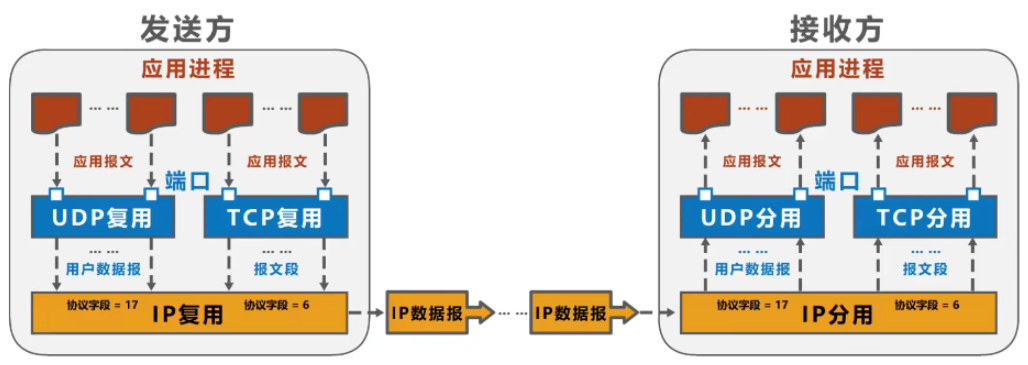 发送方
应用进程
… …
… …
应用报文
应用报文
端口
UDP复用
TCP复用
… …
… …
用户数据报
报文段
协议字段 = 17
协议字段 = 6
IP复用
IP数据报
… …
IP数据报
接收方
应用进程
… …
… …
应用报文
应用报文
端口
UDP分用
TCP分用
… …
… …
用户数据报
报文段
协议字段 = 17
协议字段 = 6
IP分用